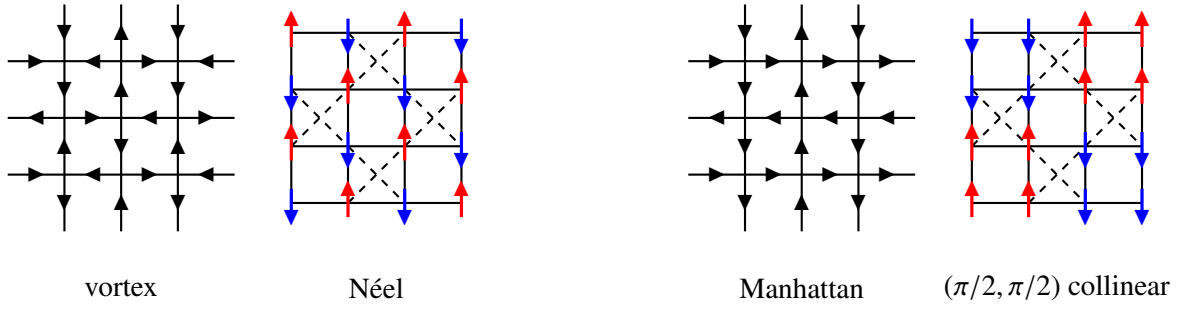 vortex Néel Manhattan (π/2, π/2) collinear